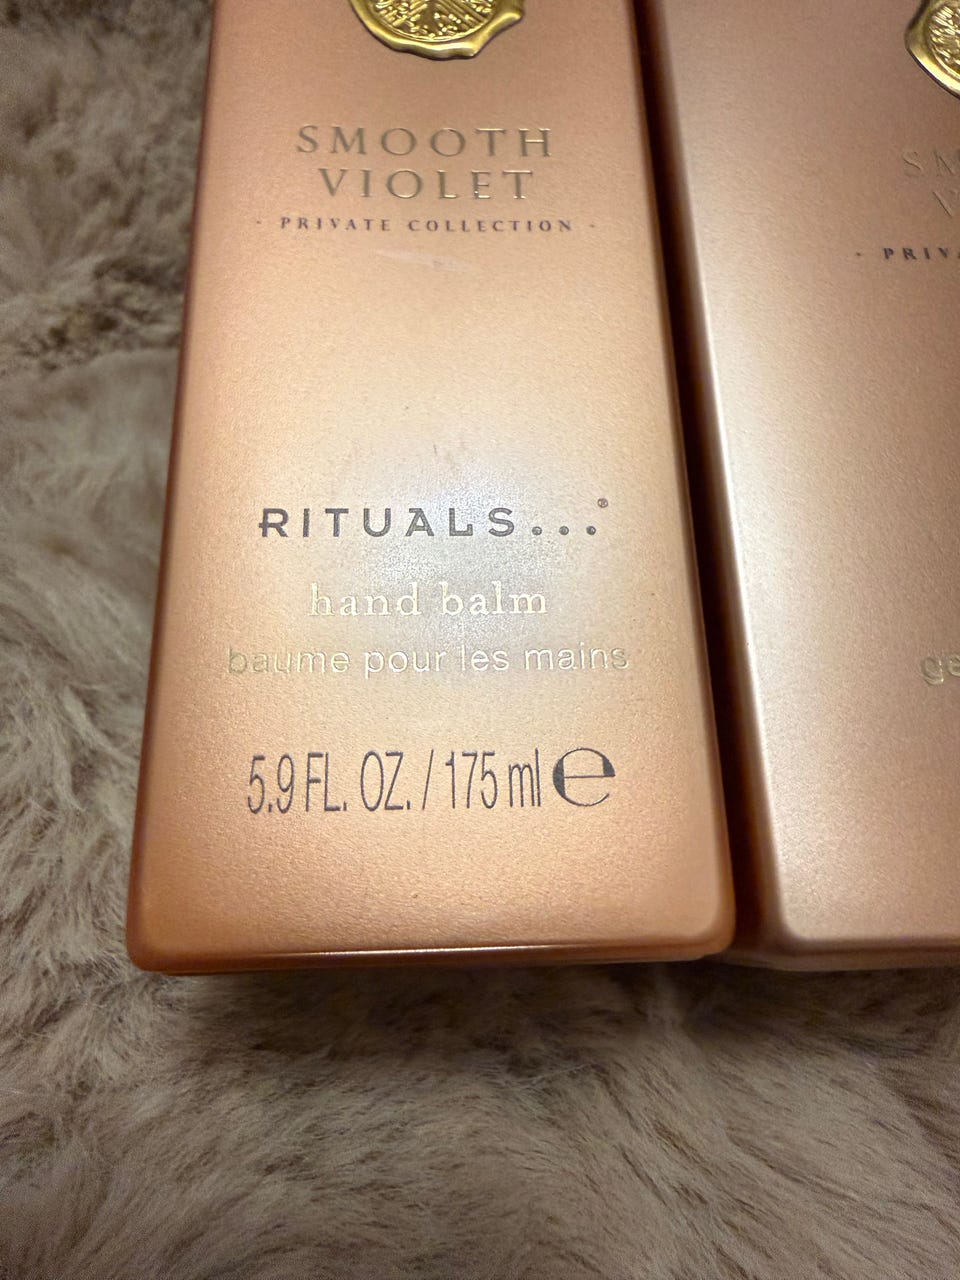 SMOOTH
VIOLET
· PRIVATE COLLECTION ·
RITUALS...®
hand balm
baume pour les mains
5.9 FL. OZ. / 175 ml ℮